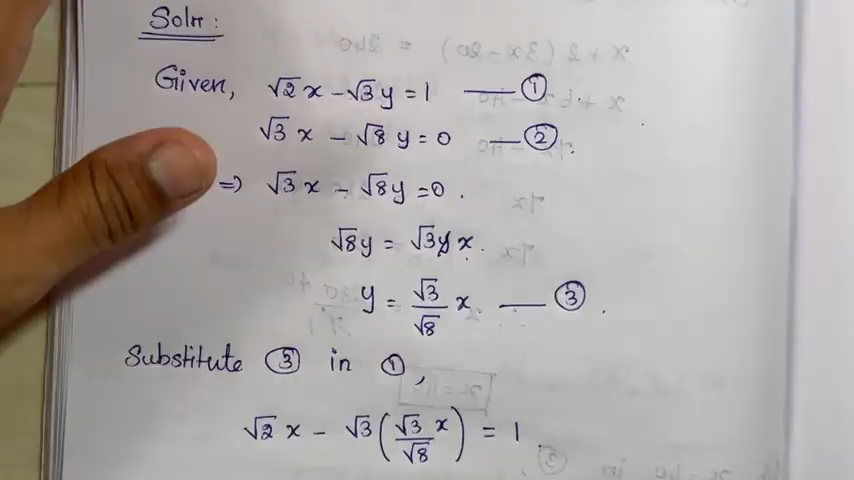 Soln:
Given, √2 x - √3 y = 1 —— ①
√3 x - √8 y = 0 —— ②.
=) √3 x - √8 y = 0 .
√8 y = √3 x.
y = √3/√8 x —— ③ .
Substitute ③ in ①,
√2 x - √3 (√3 x/√8) = 1